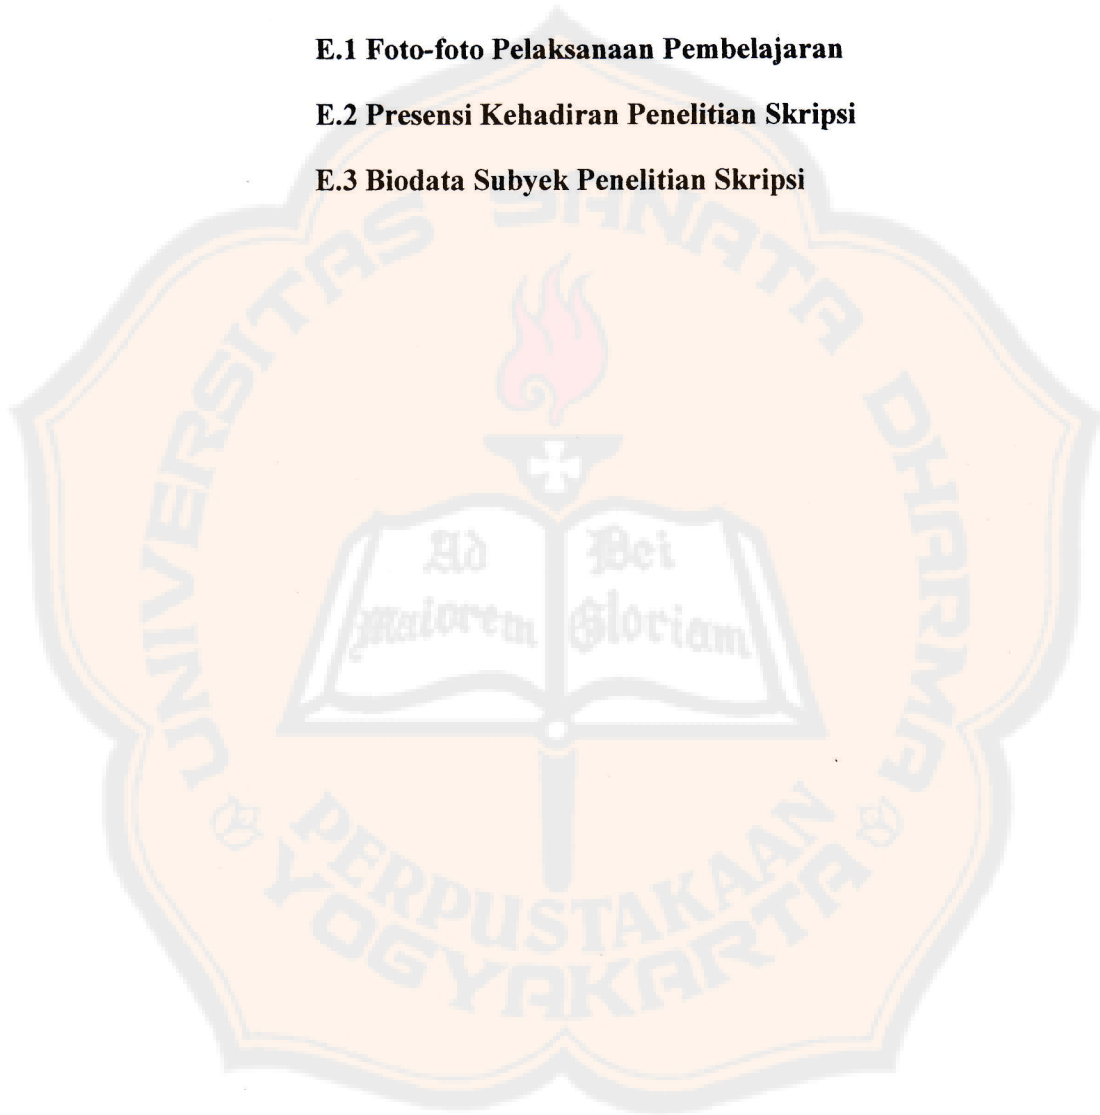 E.1 Foto-foto Pelaksanaan Pembelajaran
E.2 Presensi Kehadiran Penelitian Skripsi
E.3 Biodata Subyek Penelitian Skripsi
UNIVERSITAS SANATA DHARMA
Ad Dei
Maiorem Gloriam
PERPUSTAKAAN
YOGYAKARTA